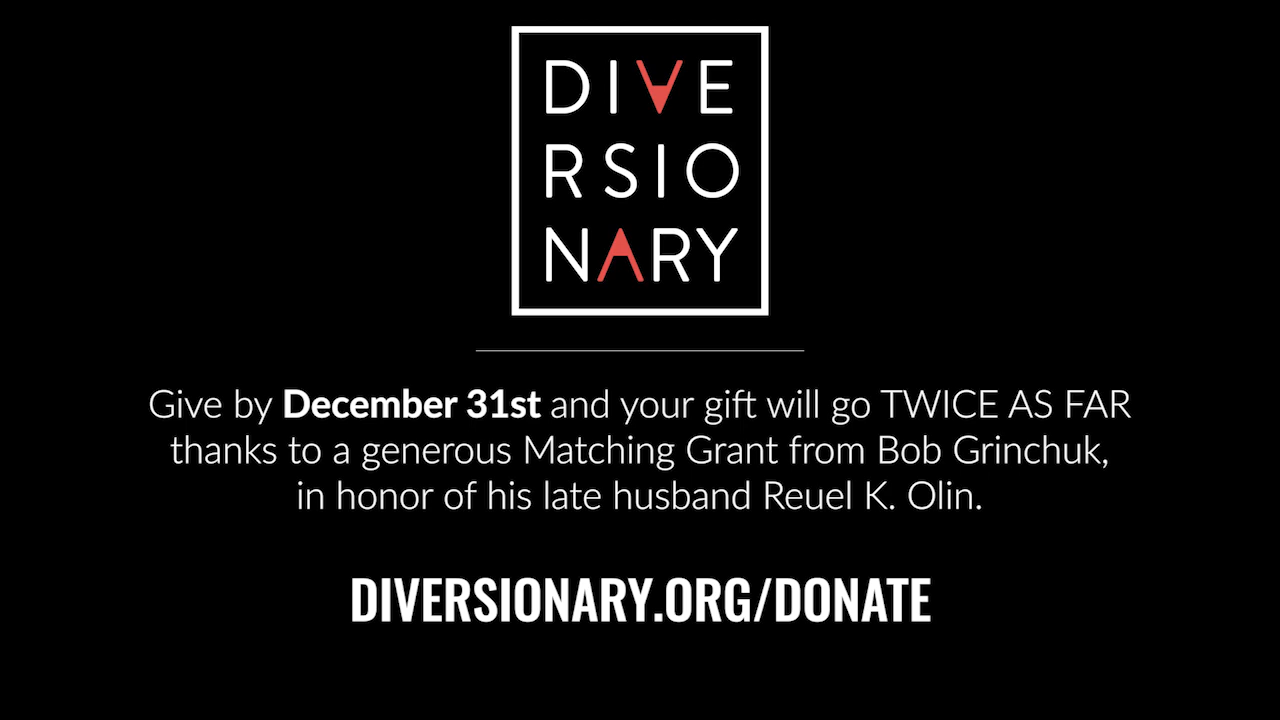 DIVE
RSIO
NARY
Give by December 31st and your gift will go TWICE AS FAR
thanks to a generous Matching Grant from Bob Grinchuk,
in honor of his late husband Reuel K. Olin.
DIVERSIONARY.ORG/DONATE